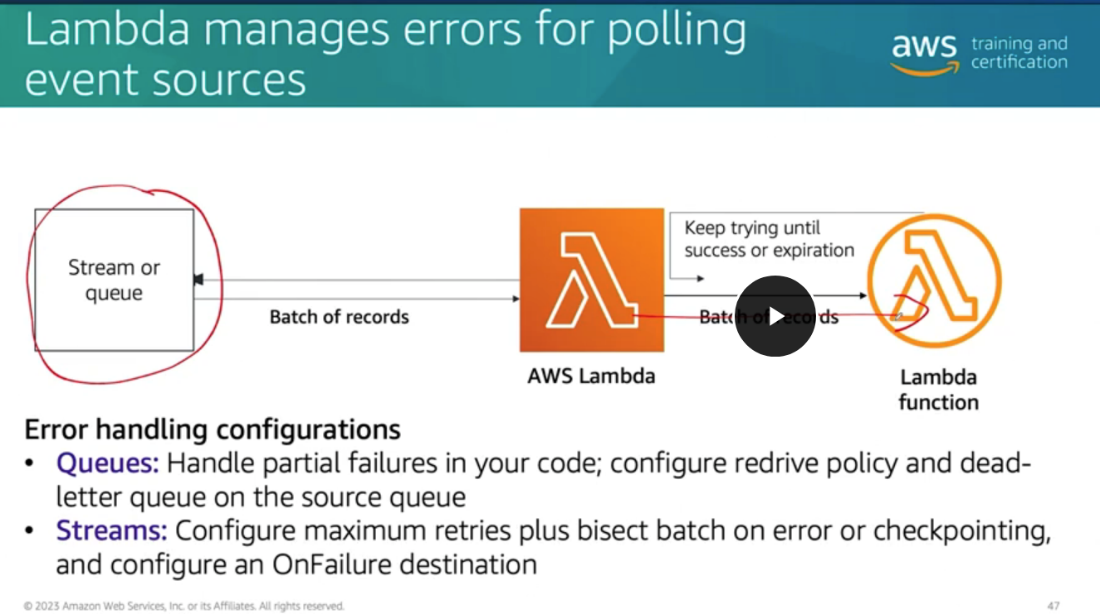 Lambda manages errors for polling
event sources
aws training and
certification
Stream or
queue
Batch of records
Keep trying until
success or expiration
Batch of records
AWS Lambda
Lambda
function
Error handling configurations
• Queues: Handle partial failures in your code; configure redrive policy and dead-
letter queue on the source queue
• Streams: Configure maximum retries plus bisect batch on error or checkpointing,
and configure an OnFailure destination
© 2023 Amazon Web Services, Inc. or its Affiliates. All rights reserved.
47